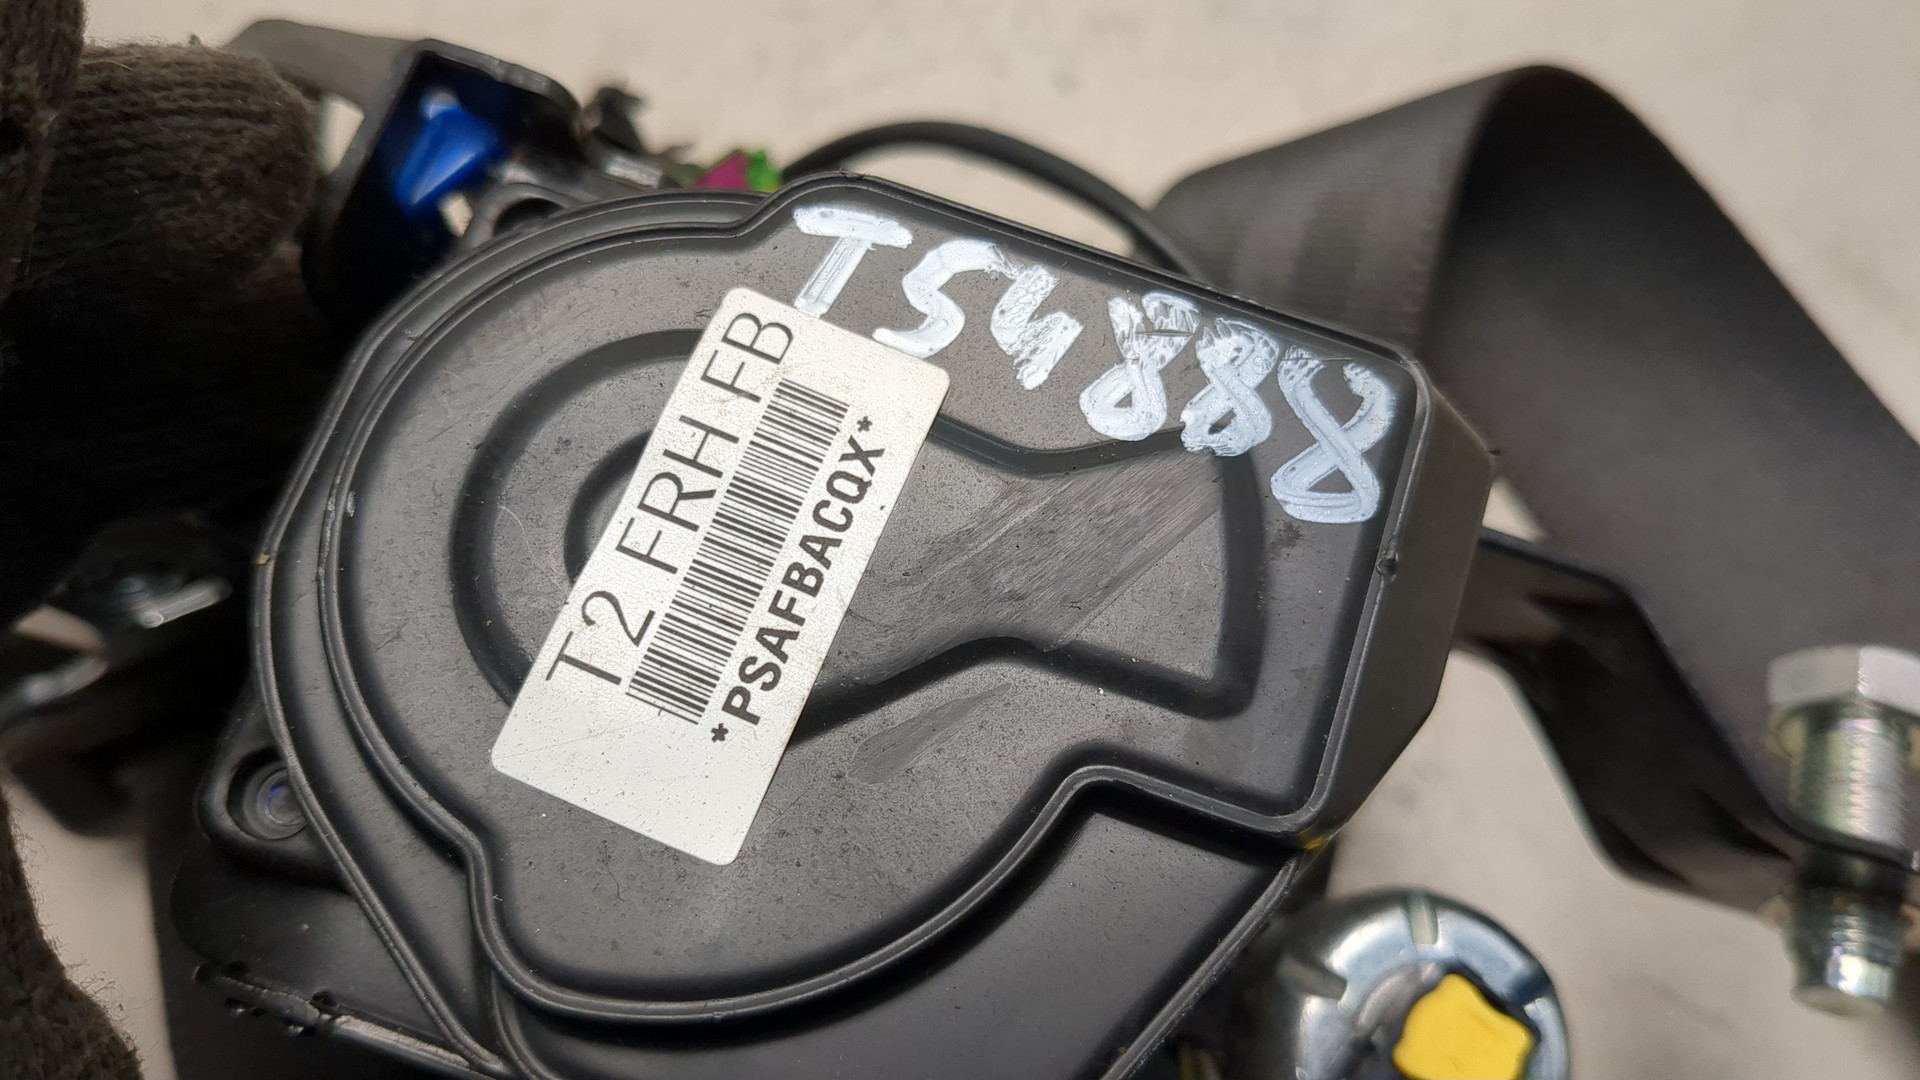 T54888
T2 FRH FB
*PSAFBACQX*